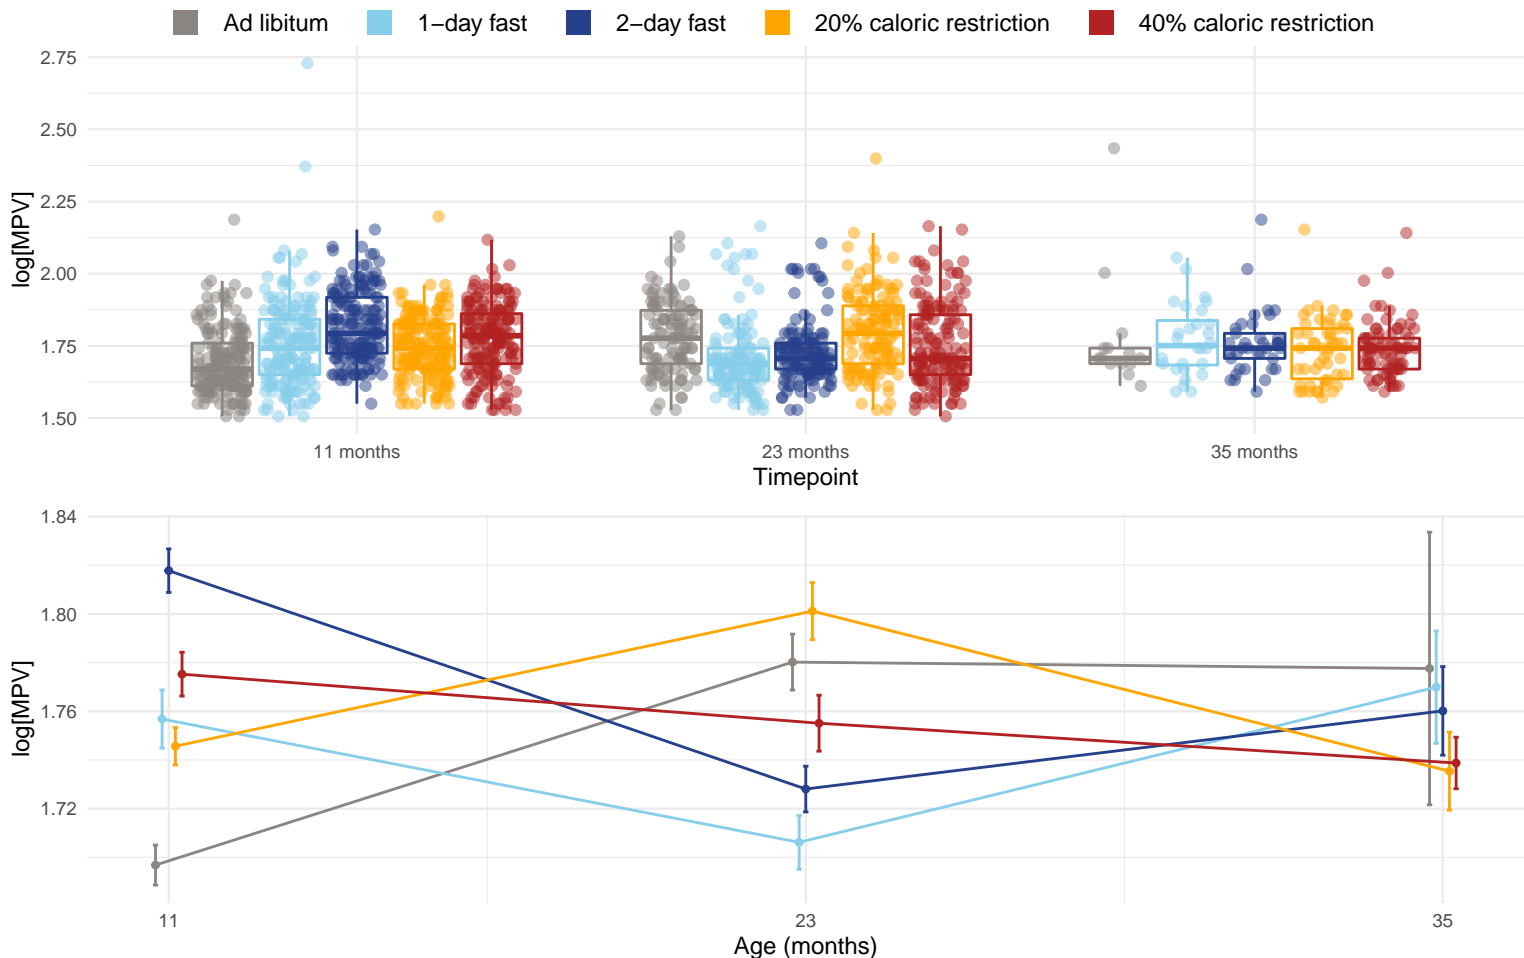 Ad libitum 1−day fast 2−day fast 20% caloric restriction 40% caloric restriction
2.75
2.50
2.25
2.00
1.75
1.50
log[MPV]
11 months 23 months 35 months
Timepoint
1.84
1.80
1.76
1.72
log[MPV]
11 23 35
Age (months)